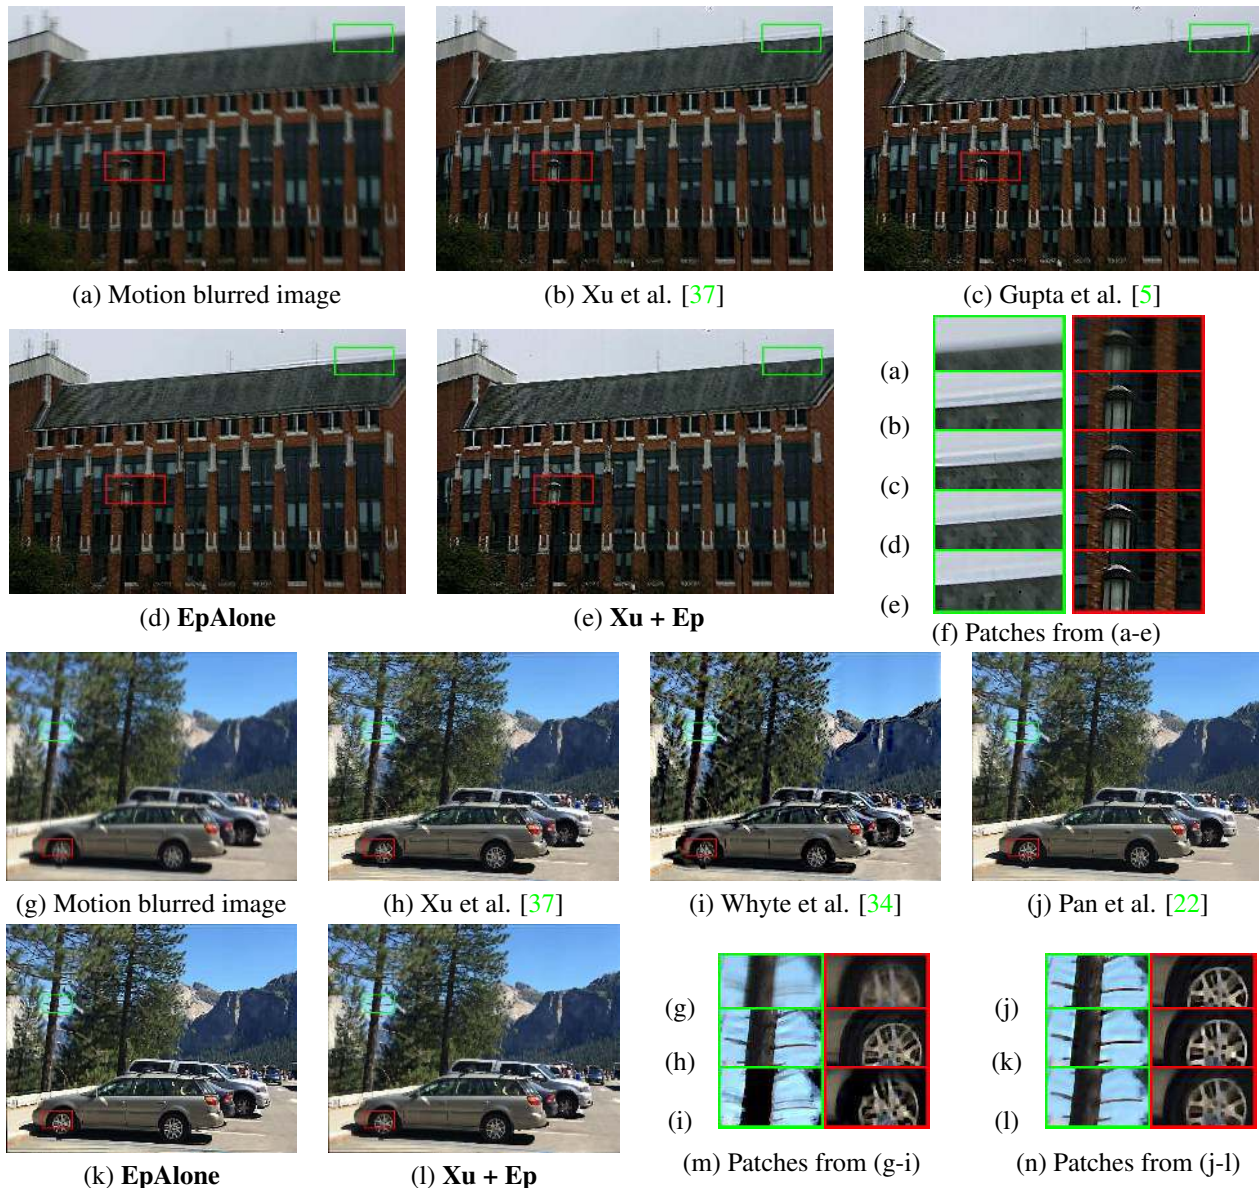 (a) Motion blurred image
(b) Xu et al. [37]
(c) Gupta et al. [5]
(a)
(b)
(c)
(d)
(e)
(d) EpAlone
(e) Xu + Ep
(f) Patches from (a-e)
(g) Motion blurred image
(h) Xu et al. [37]
(i) Whyte et al. [34]
(j) Pan et al. [22]
(g)
(h)
(i)
(j)
(k)
(l)
(k) EpAlone
(l) Xu + Ep
(m) Patches from (g-i)
(n) Patches from (j-l)